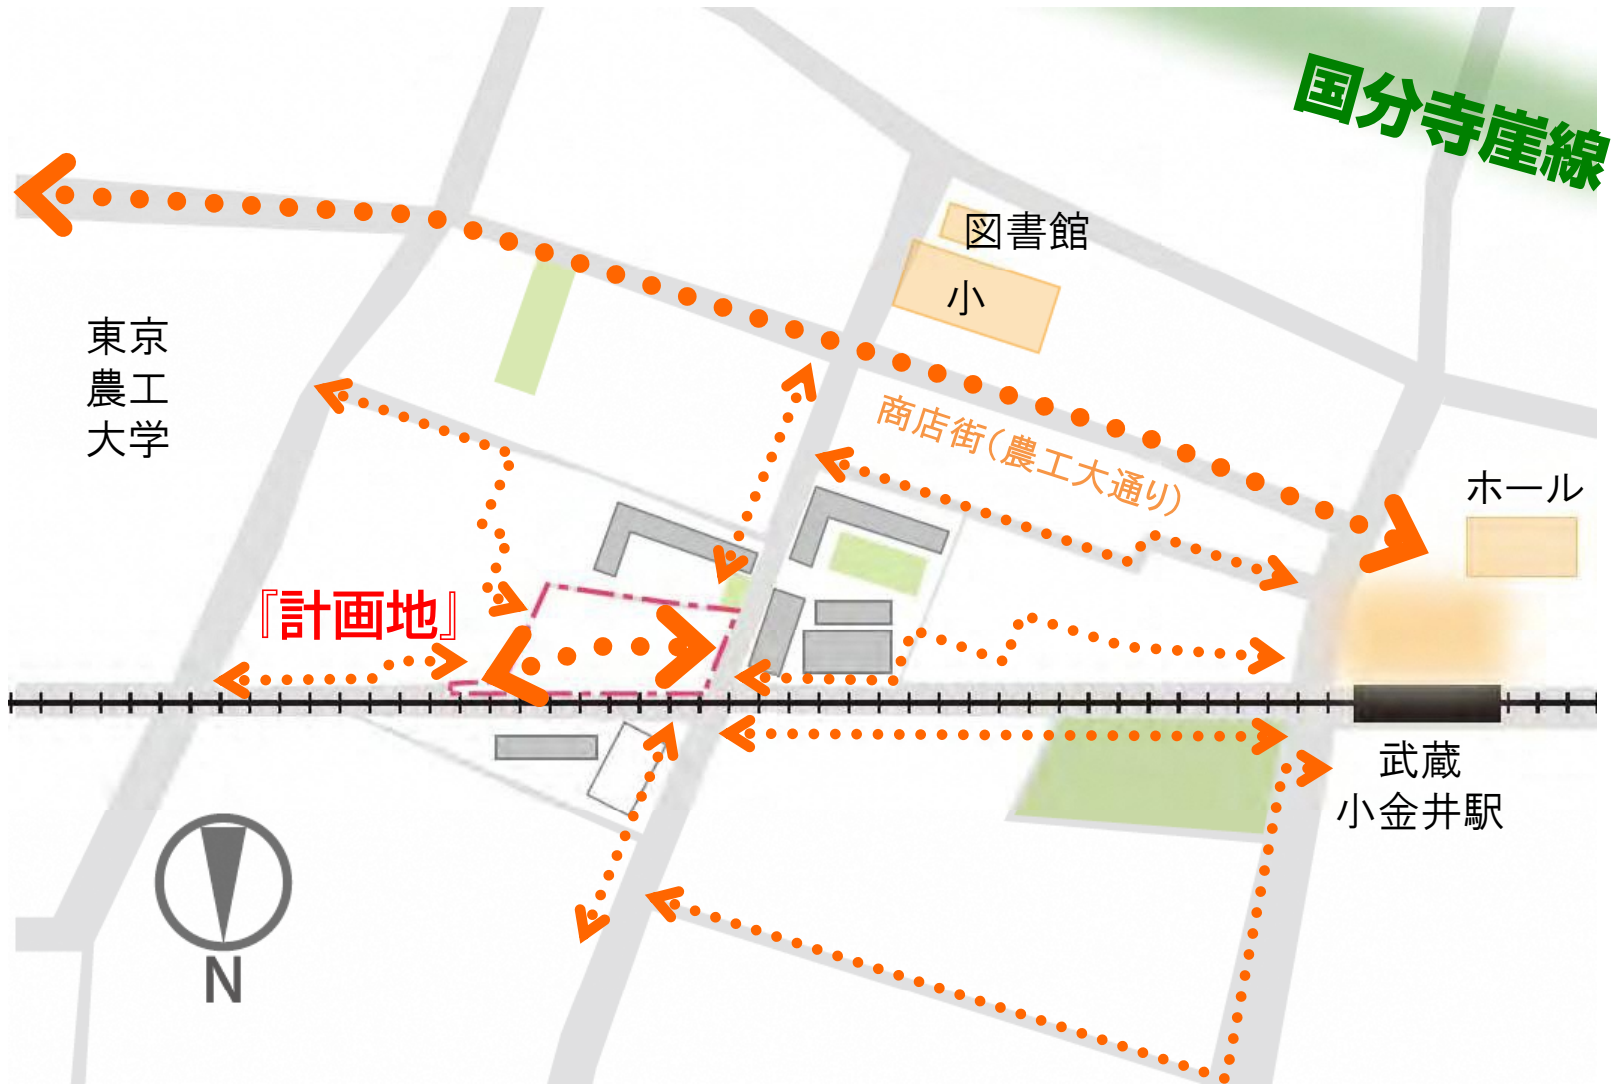 国分寺崖線
図書館
小
東京
農工
大学
商店街(農工大通り)
ホール
『計画地』
武蔵
小金井駅
N